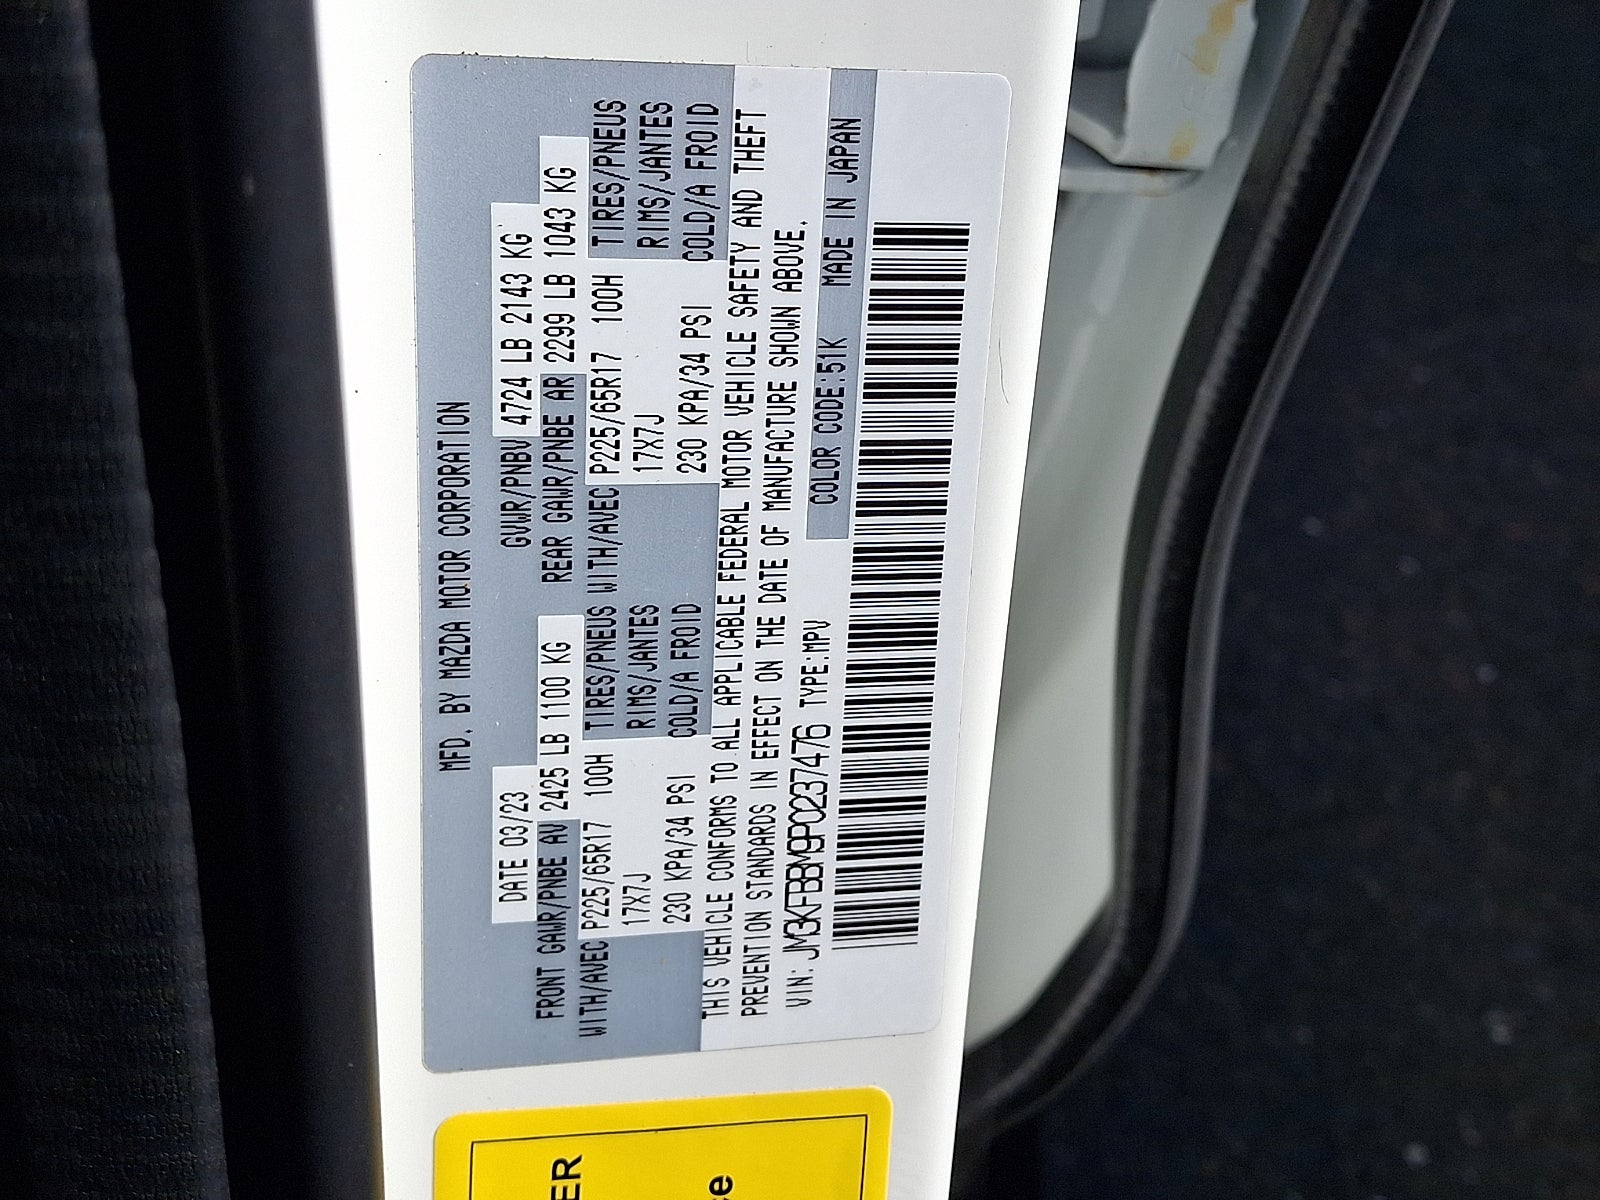 MFD. BY MAZDA MOTOR CORPORATION
DATE 03/23 GVWR/PNBV 4724 LB 2143 KG
FRONT GAWR/PNBE AV 2425 LB 1100 KG REAR GAWR/PNBE AR 2299 LB 1043 KG
WITH/AVEC P225/65R17 100H TIRES/PNEUS WITH/AVEC P225/65R17 100H TIRES/PNEUS
17X7J RIMS/JANTES 17X7J RIMS/JANTES
230 KPA/34 PSI COLD/A FROID 230 KPA/34 PSI COLD/A FROID
THIS VEHICLE CONFORMS TO ALL APPLICABLE FEDERAL MOTOR VEHICLE SAFETY AND THEFT
PREVENTION STANDARDS IN EFFECT ON THE DATE OF MANUFACTURE SHOWN ABOVE.
VIN: JM3KFBBM9P0237476 TYPE:MPV COLOR CODE:51K MADE IN JAPAN